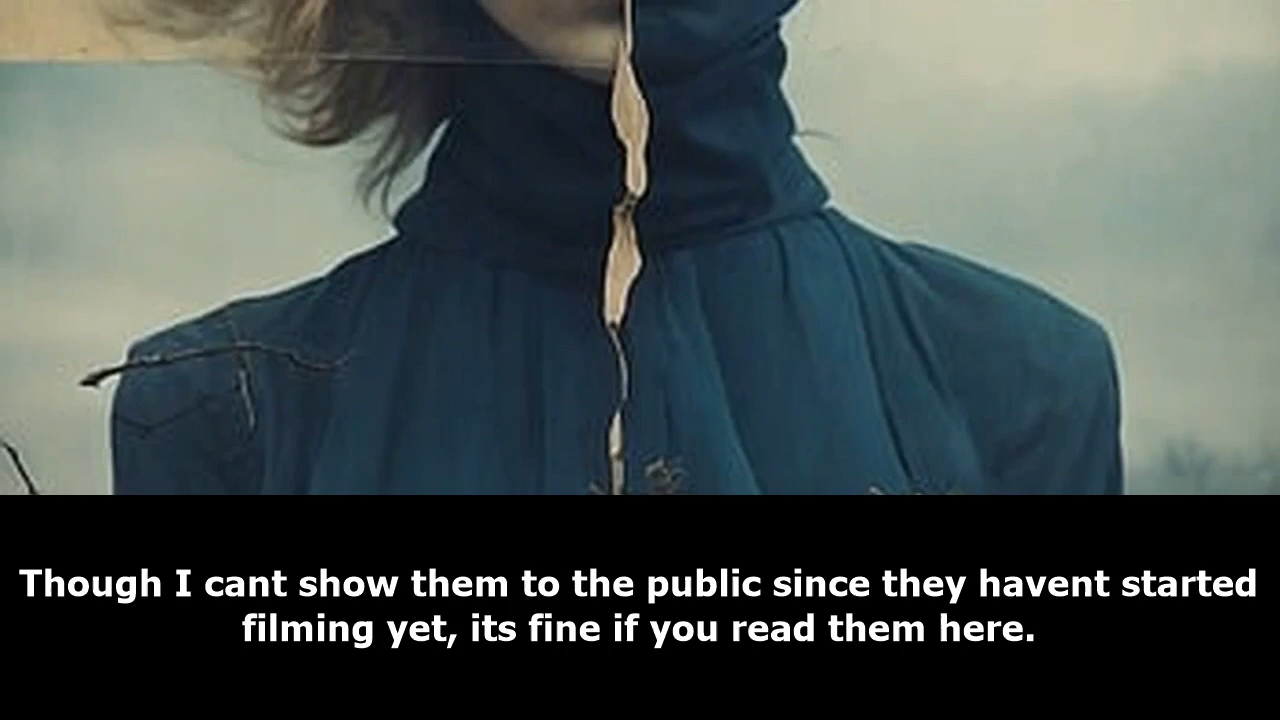 Though I cant show them to the public since they havent started
filming yet, its fine if you read them here.